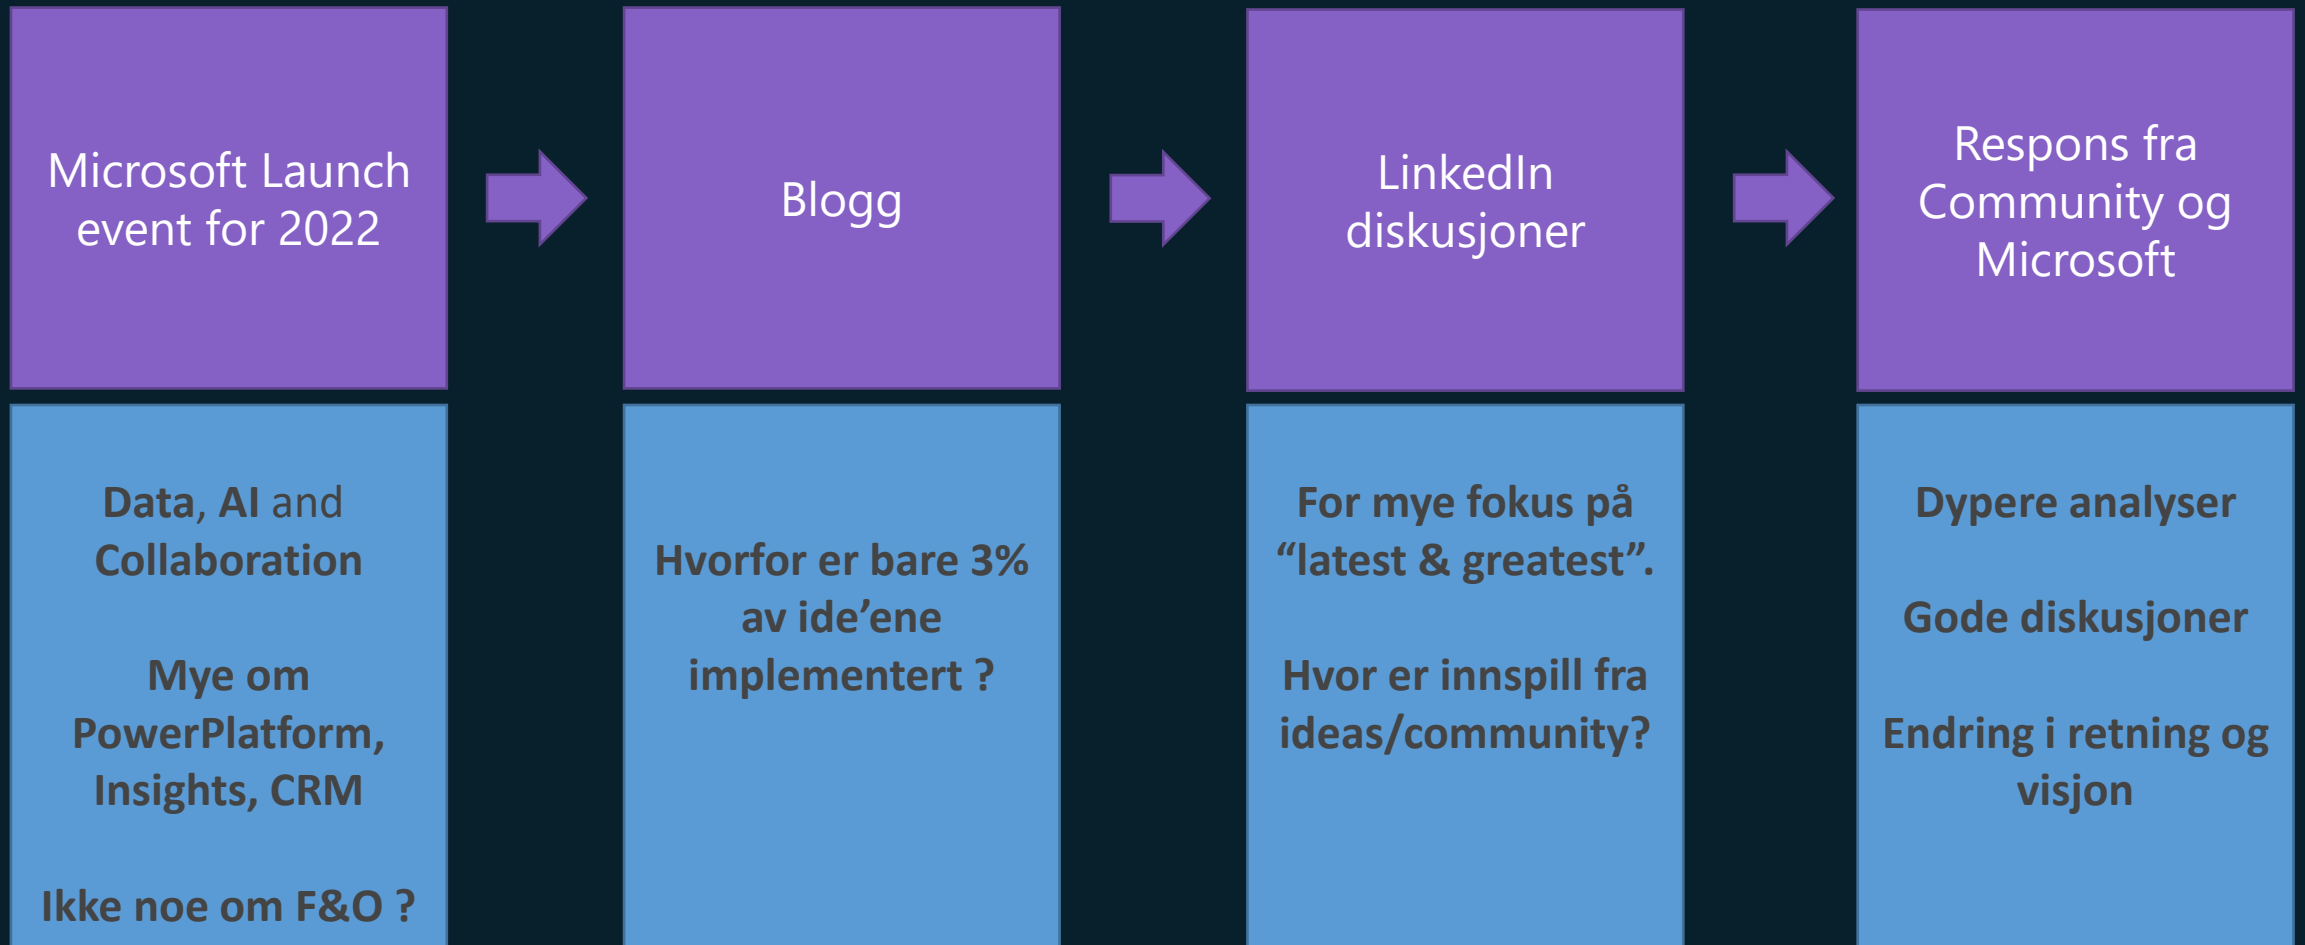 Microsoft Launch
event for 2022
Blogg
LinkedIn
diskusjoner
Respons fra
Community og
Microsoft
Data, AI and
Collaboration
Mye om
PowerPlatform,
Insights, CRM
Ikke noe om F&O ?
Hvorfor er bare 3%
av ide’ene
implementert ?
For mye fokus på
“latest & greatest”.
Hvor er innspill fra
ideas/community?
Dypere analyser
Gode diskusjoner
Endring i retning og
visjon